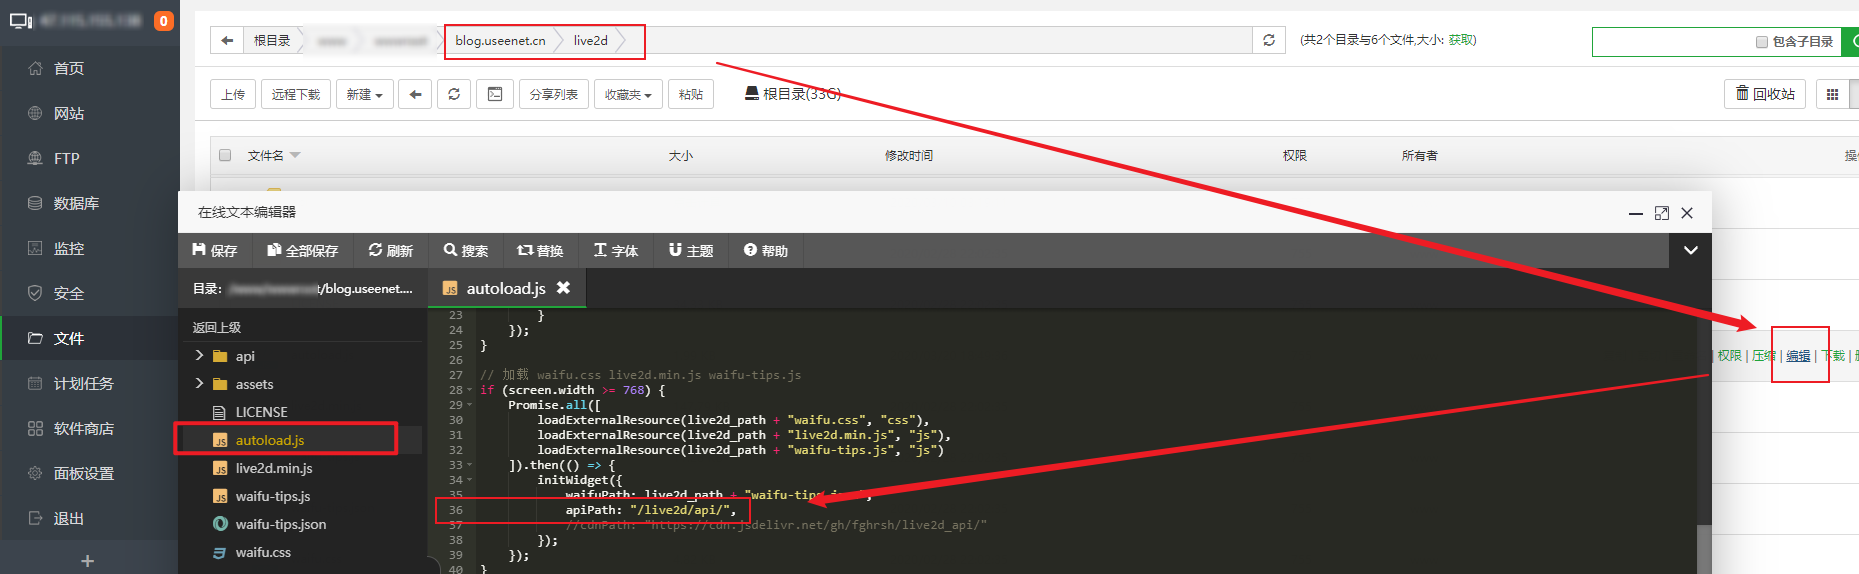 0
根目录
blog.useenet.cn
live2d
(共2个目录与6个文件,大小: 获取)
包含子目录
首页
网站
FTP
数据库
监控
安全
文件
计划任务
软件商店
面板设置
退出
上传
远程下载
新建
分享列表
收藏夹
粘贴
根目录(33G)
回收站
文件名
大小
修改时间
权限
所有者
权限 | 压缩 | 编辑 | 下载 |
在线文本编辑器
保存
全部保存
刷新
搜索
替换
字体
主题
帮助
目录:
t/blog.useenet....
autoload.js
返回上级
api
assets
LICENSE
autoload.js
live2d.min.js
waifu-tips.js
waifu-tips.json
waifu.css
23 }
24 });
25 }
26
27 // 加载 waifu.css live2d.min.js waifu-tips.js
28 if (screen.width >= 768) {
29 Promise.all([
30 loadExternalResource(live2d_path + "waifu.css", "css"),
31 loadExternalResource(live2d_path + "live2d.min.js", "js"),
32 loadExternalResource(live2d_path + "waifu-tips.js", "js")
33 ]).then(() => {
34 initWidget({
35 waifuPath: live2d_path + "waifu-tips
36 apiPath: "/live2d/api/",
37 //cdnPath: "https://cdn.jsdelivr.net/gh/fghrsh/live2d_api/"
38 });
39 });
40 }